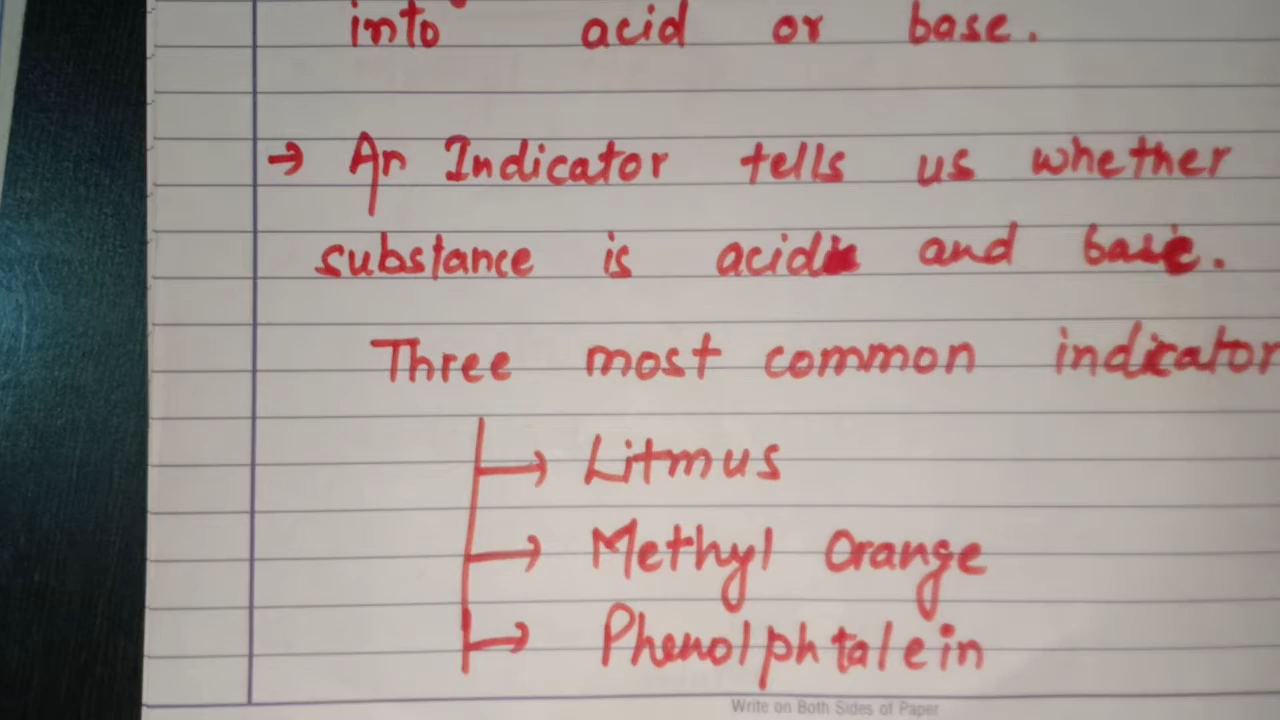 into acid or base.
→ An Indicator tells us whether
substance is acid and base.
Three most common indicator
→ Litmus
→ Methyl Orange
→ Phenolphtalein
Write on Both Sides of Paper